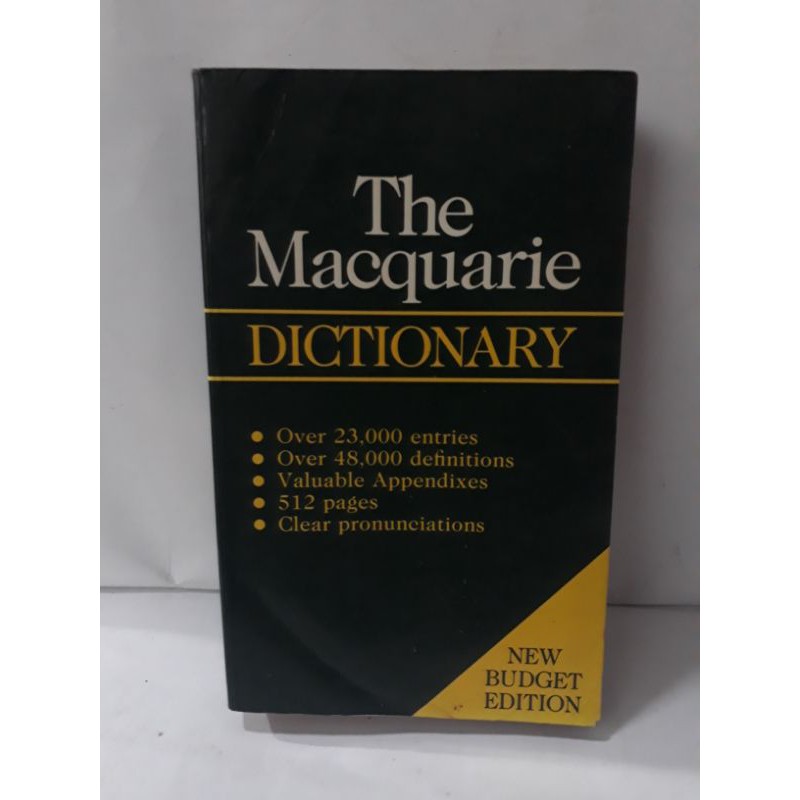 The
Macquarie
DICTIONARY
• Over 23,000 entries
• Over 48,000 definitions
• Valuable Appendixes
• 512 pages
• Clear pronunciations
NEW
BUDGET
EDITION